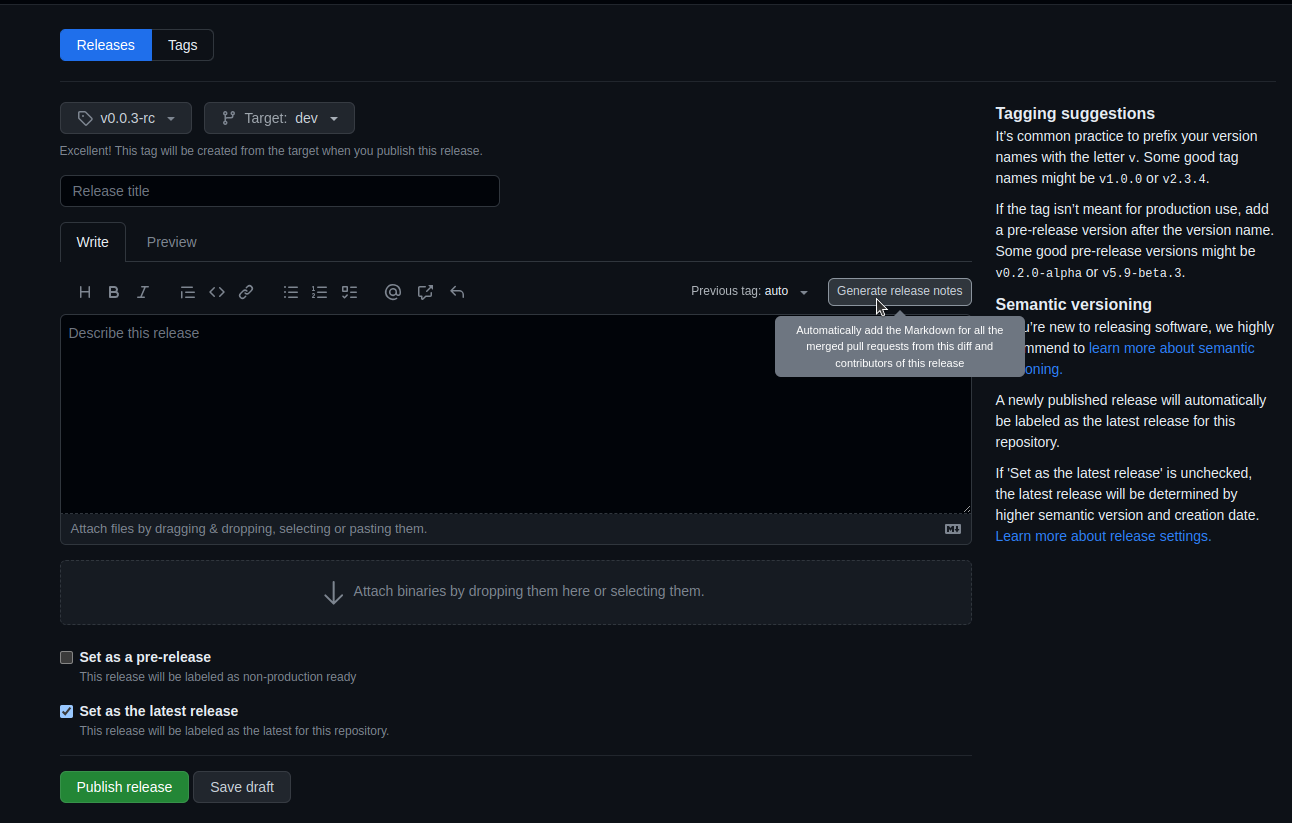 Releases
Tags
v0.0.3-rc
Target: dev
Excellent! This tag will be created from the target when you publish this release.
Release title
Write
Preview
H B I
Previous tag: auto
Generate release notes
Automatically add the Markdown for all the
merged pull requests from this diff and
contributors of this release
Describe this release
Attach files by dragging & dropping, selecting or pasting them.
Attach binaries by dropping them here or selecting them.
Set as a pre-release
This release will be labeled as non-production ready
Set as the latest release
This release will be labeled as the latest for this repository.
Publish release
Save draft
Tagging suggestions
It's common practice to prefix your version
names with the letter v. Some good tag
names might be v1.0.0 or v2.3.4.
If the tag isn't meant for production use, add
a pre-release version after the version name.
Some good pre-release versions might be
v0.2.0-alpha or v5.9-beta.3.
Semantic versioning
're new to releasing software, we highly
mmend to learn more about semantic
oning.
A newly published release will automatically
be labeled as the latest release for this
repository.
If 'Set as the latest release' is unchecked,
the latest release will be determined by
higher semantic version and creation date.
Learn more about release settings.